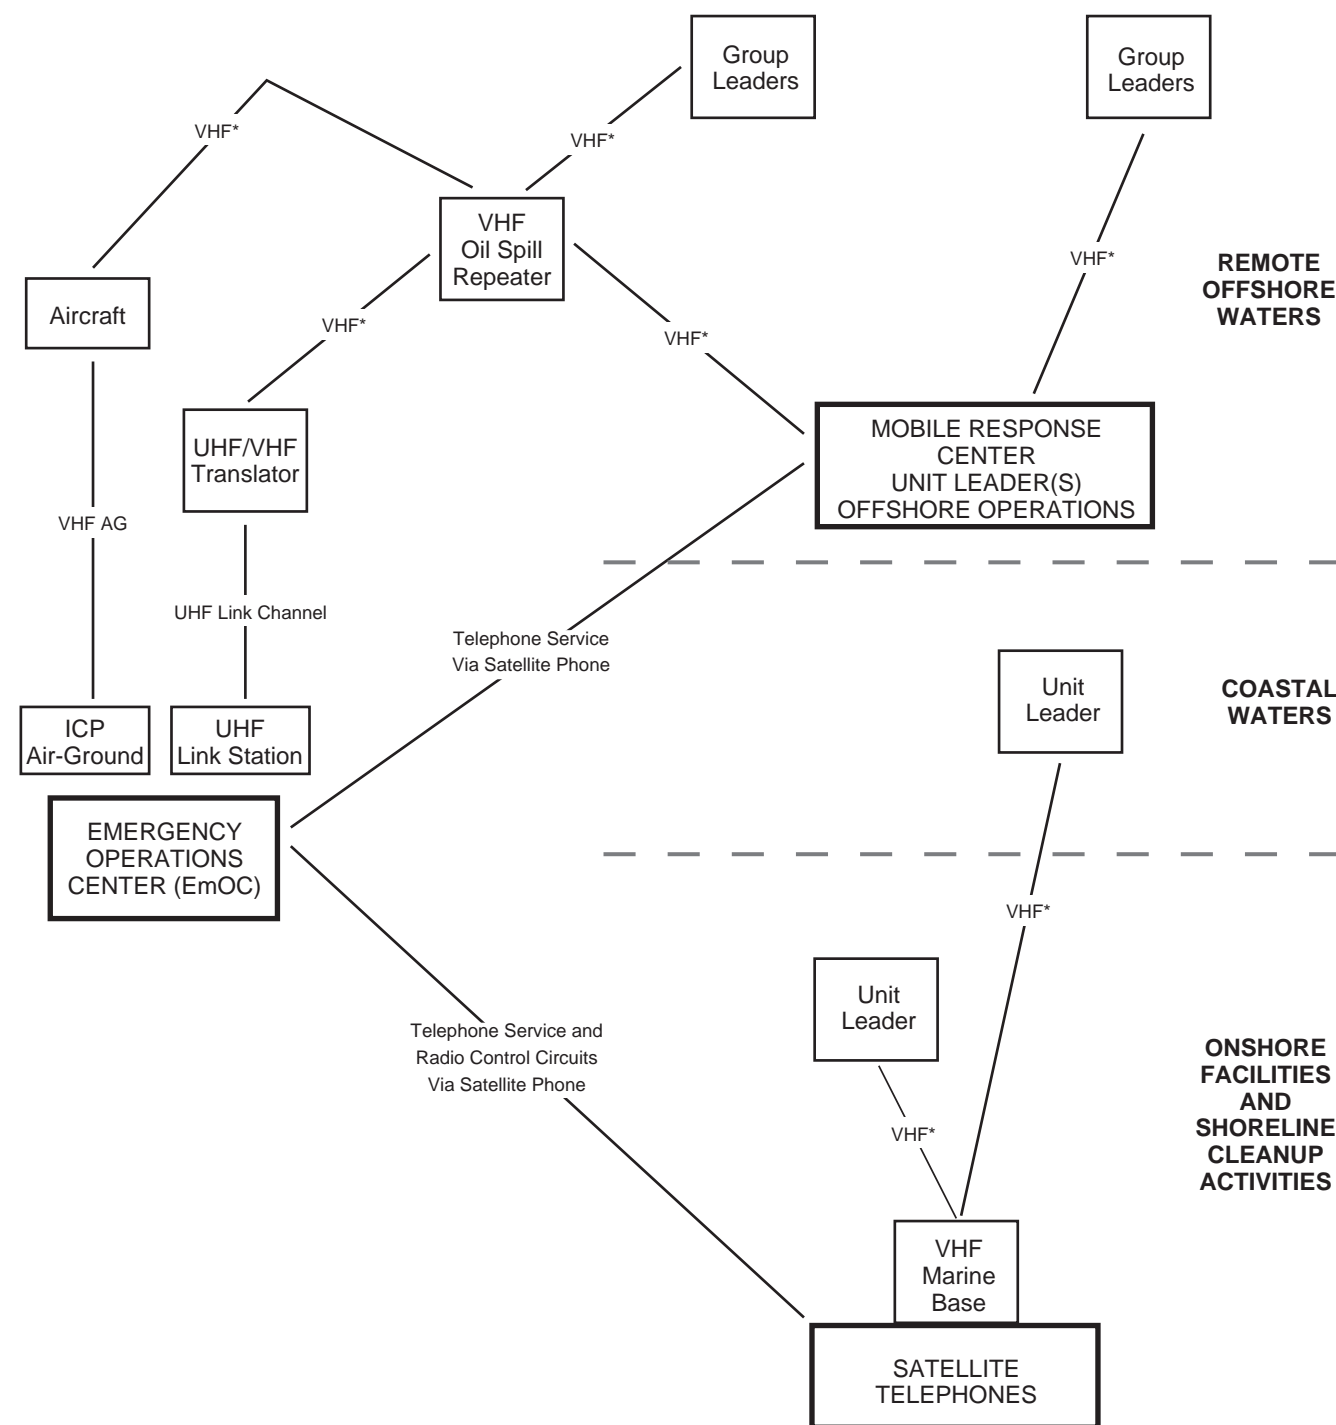 Group
Leaders
Group
Leaders
VHF*
VHF*
VHF
Oil Spill
Repeater
VHF*
REMOTE
OFFSHORE
WATERS
Aircraft
VHF*
VHF*
MOBILE RESPONSE
CENTER
UNIT LEADER(S)
OFFSHORE OPERATIONS
UHF/VHF
Translator
VHF AG
UHF Link Channel
Telephone Service
Via Satellite Phone
Unit
Leader
COASTAL
WATERS
ICP
Air-Ground
UHF
Link Station
EMERGENCY
OPERATIONS
CENTER (EmOC)
VHF*
Unit
Leader
Telephone Service and
Radio Control Circuits
Via Satellite Phone
ONSHORE
FACILITIES
AND
SHORELINE
CLEANUP
ACTIVITIES
VHF*
VHF
Marine
Base
SATELLITE
TELEPHONES